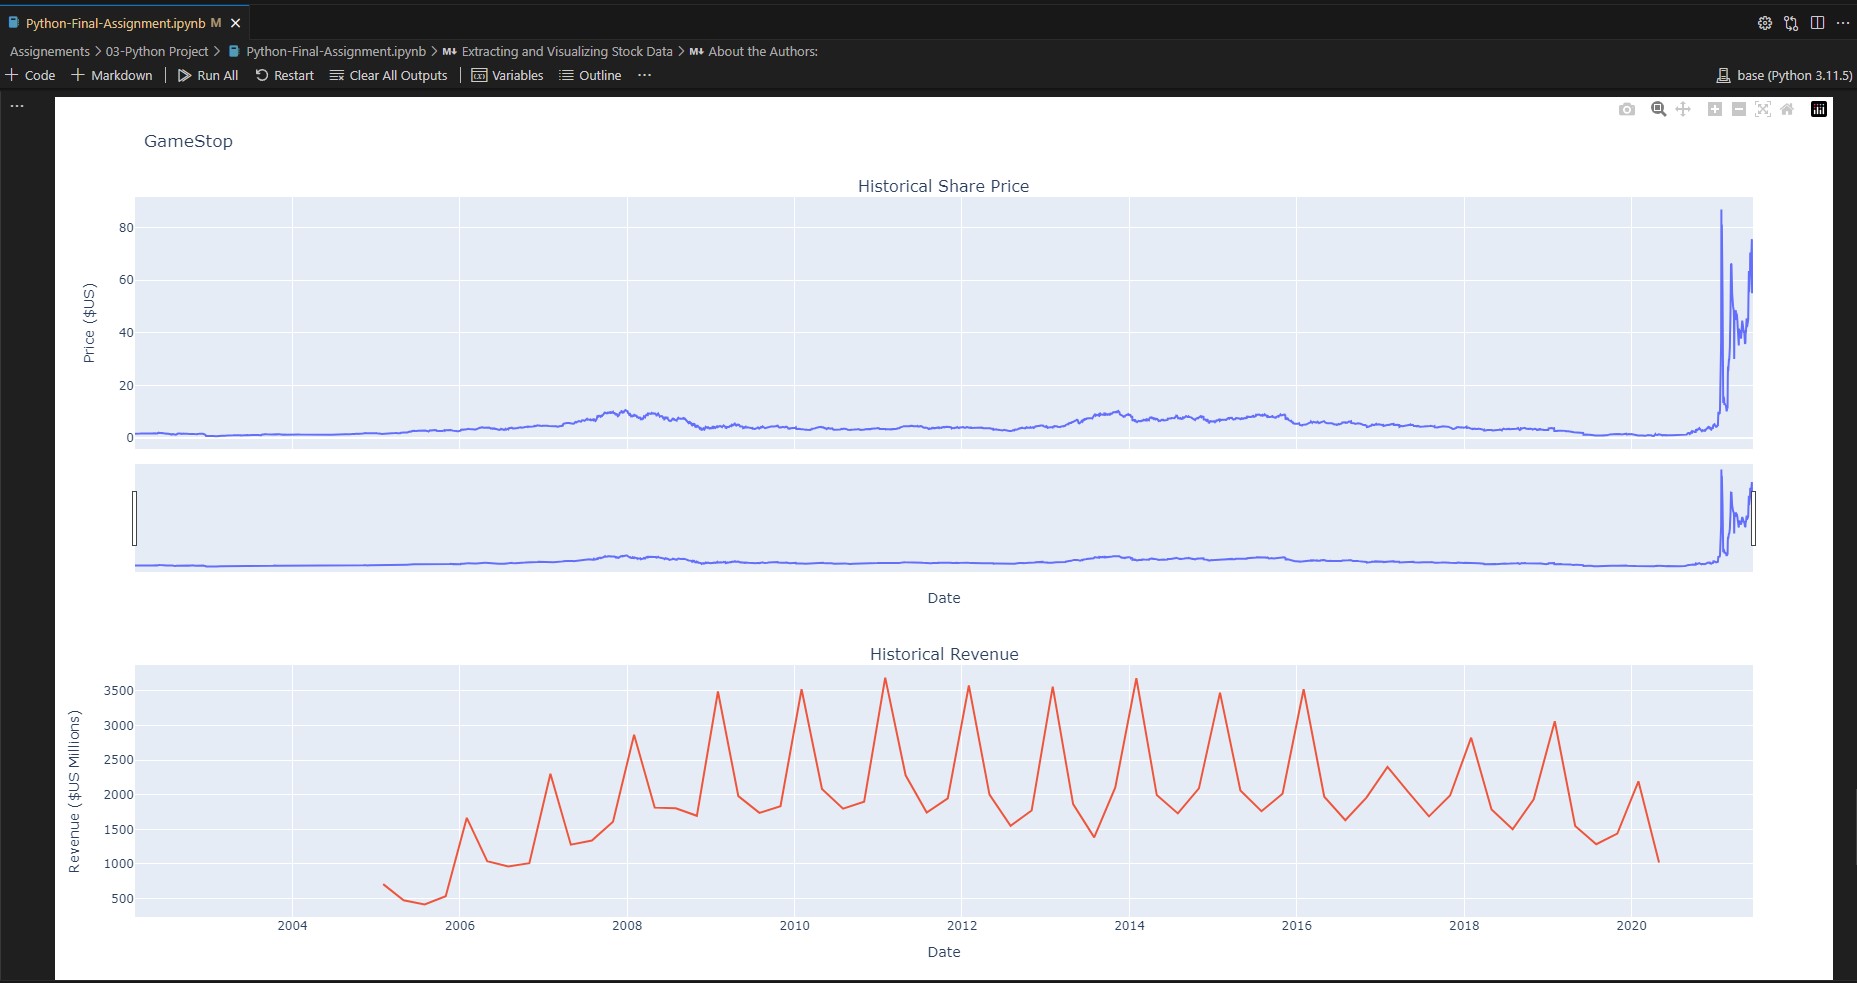 Python-Final-Assignment.ipynb M
Assignements > 03-Python Project > Python-Final-Assignment.ipynb > M↓ Extracting and Visualizing Stock Data > M↓ About the Authors:
+ Code + Markdown | Run All Restart Clear All Outputs | Variables Outline ··· base (Python 3.11.5)
GameStop
Historical Share Price
Price ($US)
80
60
40
20
0
Date
Historical Revenue
Revenue ($US Millions)
3500
3000
2500
2000
1500
1000
500
2004 2006 2008 2010 2012 2014 2016 2018 2020
Date